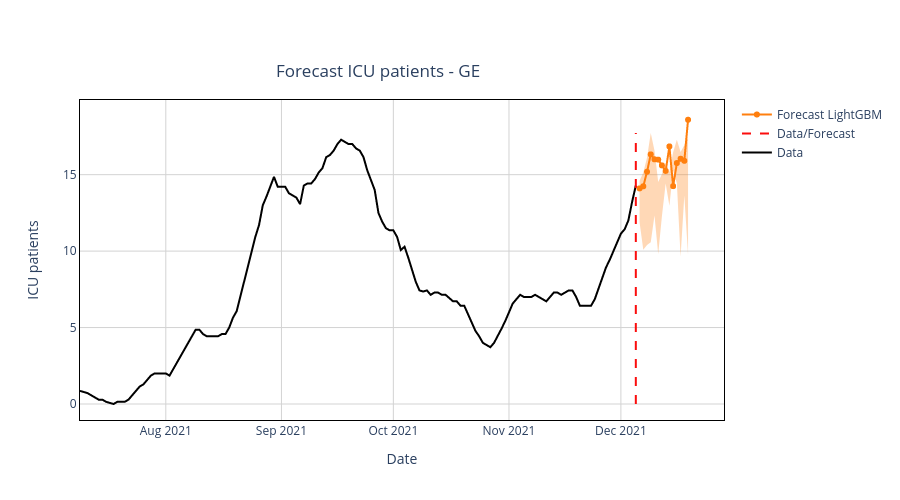 Forecast ICU patients - GE
Forecast LightGBM
Data/Forecast
Data
ICU patients
15
10
5
0
Aug 2021
Sep 2021
Oct 2021
Nov 2021
Dec 2021
Date